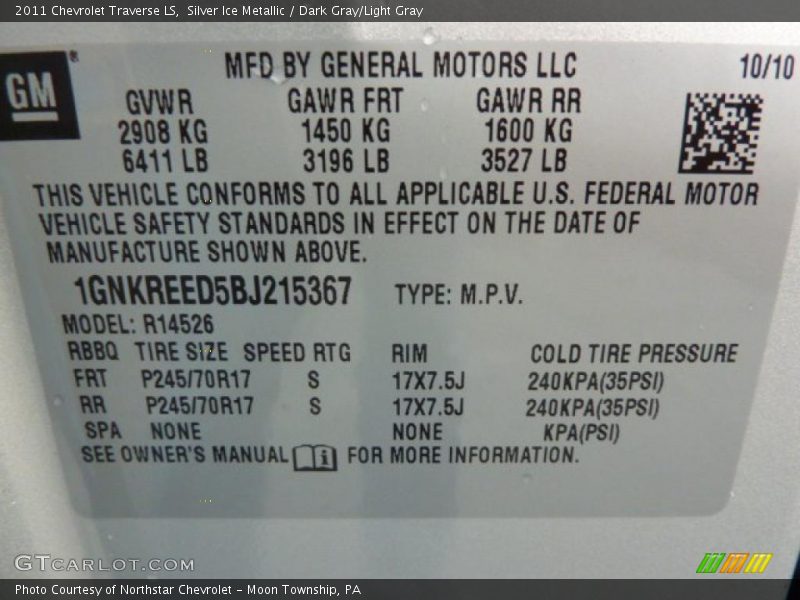 2011 Chevrolet Traverse LS,  Silver Ice Metallic / Dark Gray/Light Gray
GM
MFD BY GENERAL MOTORS LLC 10/10
GVWR GAWR FRT GAWR RR
2908 KG 1450 KG 1600 KG
6411 LB 3196 LB 3527 LB
THIS VEHICLE CONFORMS TO ALL APPLICABLE U.S. FEDERAL MOTOR
VEHICLE SAFETY STANDARDS IN EFFECT ON THE DATE OF
MANUFACTURE SHOWN ABOVE.
1GNKREED5BJ215367 TYPE: M.P.V.
MODEL: R14526
RBBQ TIRE SIZE SPEED RTG RIM COLD TIRE PRESSURE
FRT P245/70R17 S 17X7.5J 240KPA(35PSI)
RR P245/70R17 S 17X7.5J 240KPA(35PSI)
SPA NONE NONE KPA(PSI)
SEE OWNER'S MANUAL i FOR MORE INFORMATION.
GTCARLOT.COM
Photo Courtesy of Northstar Chevrolet - Moon Township, PA